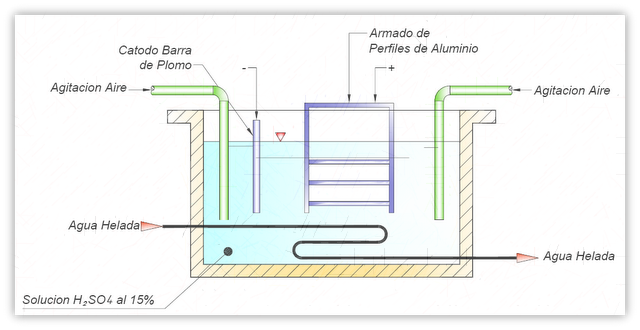 Catodo Barra
de Plomo
-
Armado de
Perfiles de Aluminio
+
Agitacion Aire
Agitacion Aire
Agua Helada
Agua Helada
Solucion H₂SO4 al 15%